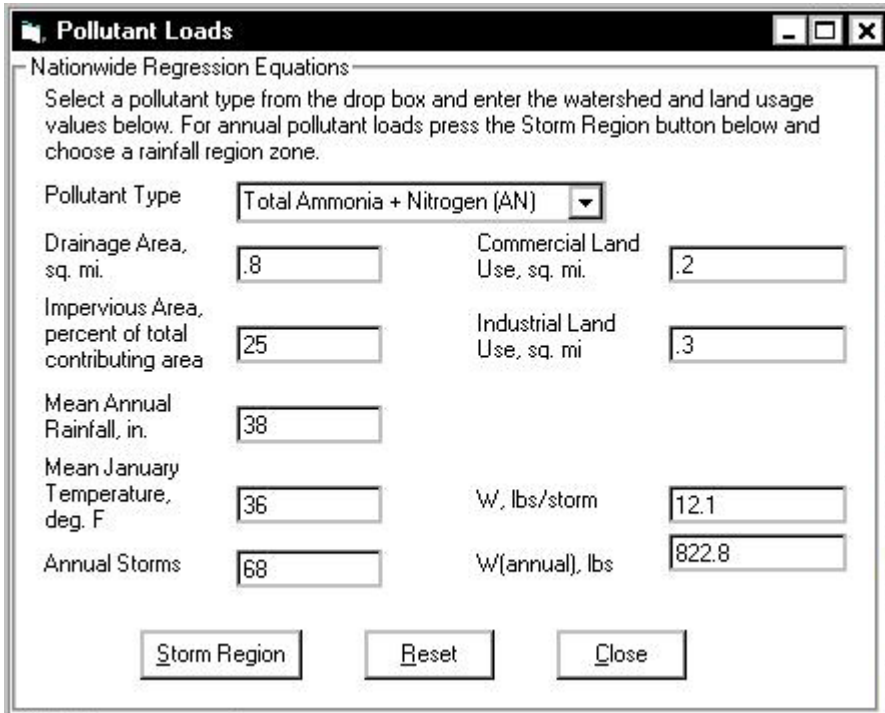 Pollutant Loads
Nationwide Regression Equations
Select a pollutant type from the drop box and enter the watershed and land usage
values below. For annual pollutant loads press the Storm Region button below and
choose a rainfall region zone.
Pollutant Type
Total Ammonia + Nitrogen (AN)
Drainage Area,
sq. mi.
.8
Commercial Land
Use, sq. mi.
.2
Impervious Area,
percent of total
contributing area
25
Industrial Land
Use, sq. mi
.3
Mean Annual
Rainfall, in.
38
Mean January
Temperature,
deg. F
36
W, lbs/storm
12.1
Annual Storms
68
W(annual), lbs
822.8
Storm Region
Reset
Close